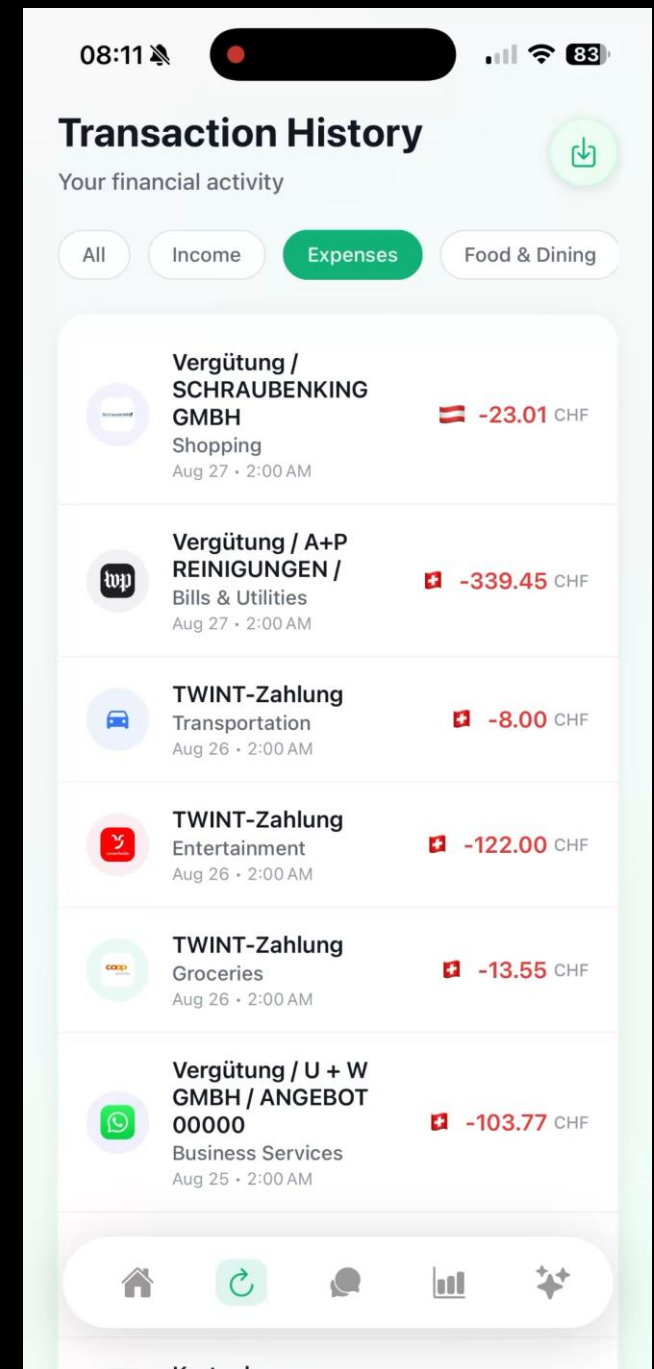 08:11
83
Transaction History
Your financial activity
All
Income
Expenses
Food & Dining
Vergütung /
SCHRAUBENKING
GMBH
-23.01 CHF
Shopping
Aug 27 • 2:00 AM
Vergütung / A+P
REINIGUNGEN /
wp
-339.45 CHF
Bills & Utilities
Aug 27 • 2:00 AM
TWINT-Zahlung
Transportation
-8.00 CHF
Aug 26 • 2:00 AM
TWINT-Zahlung
Entertainment
-122.00 CHF
Aug 26 • 2:00 AM
TWINT-Zahlung
coop
Groceries
-13.55 CHF
Aug 26 • 2:00 AM
Vergütung / U + W
GMBH / ANGEBOT
00000
-103.77 CHF
Business Services
Aug 25 • 2:00 AM